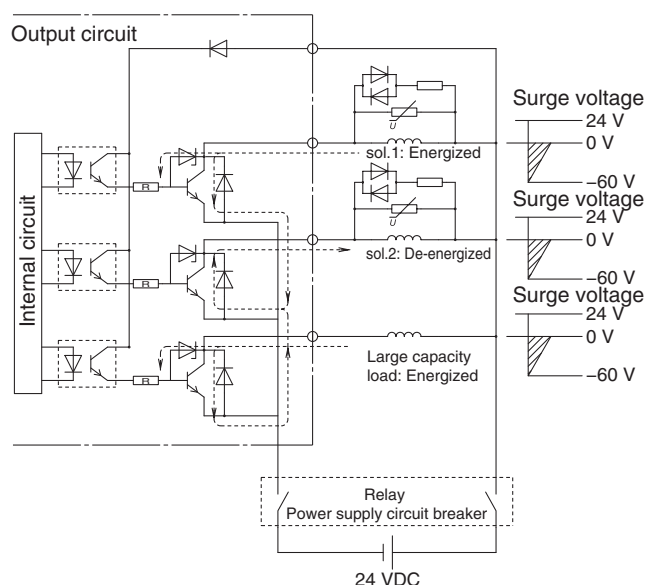 Output circuit
Internal circuit
R
R
R
U
sol.1: Energized
U
sol.2: De-energized
Large capacity
load: Energized
Surge voltage
24 V
0 V
–60 V
Surge voltage
24 V
0 V
–60 V
Surge voltage
24 V
0 V
–60 V
Relay
Power supply circuit breaker
24 VDC